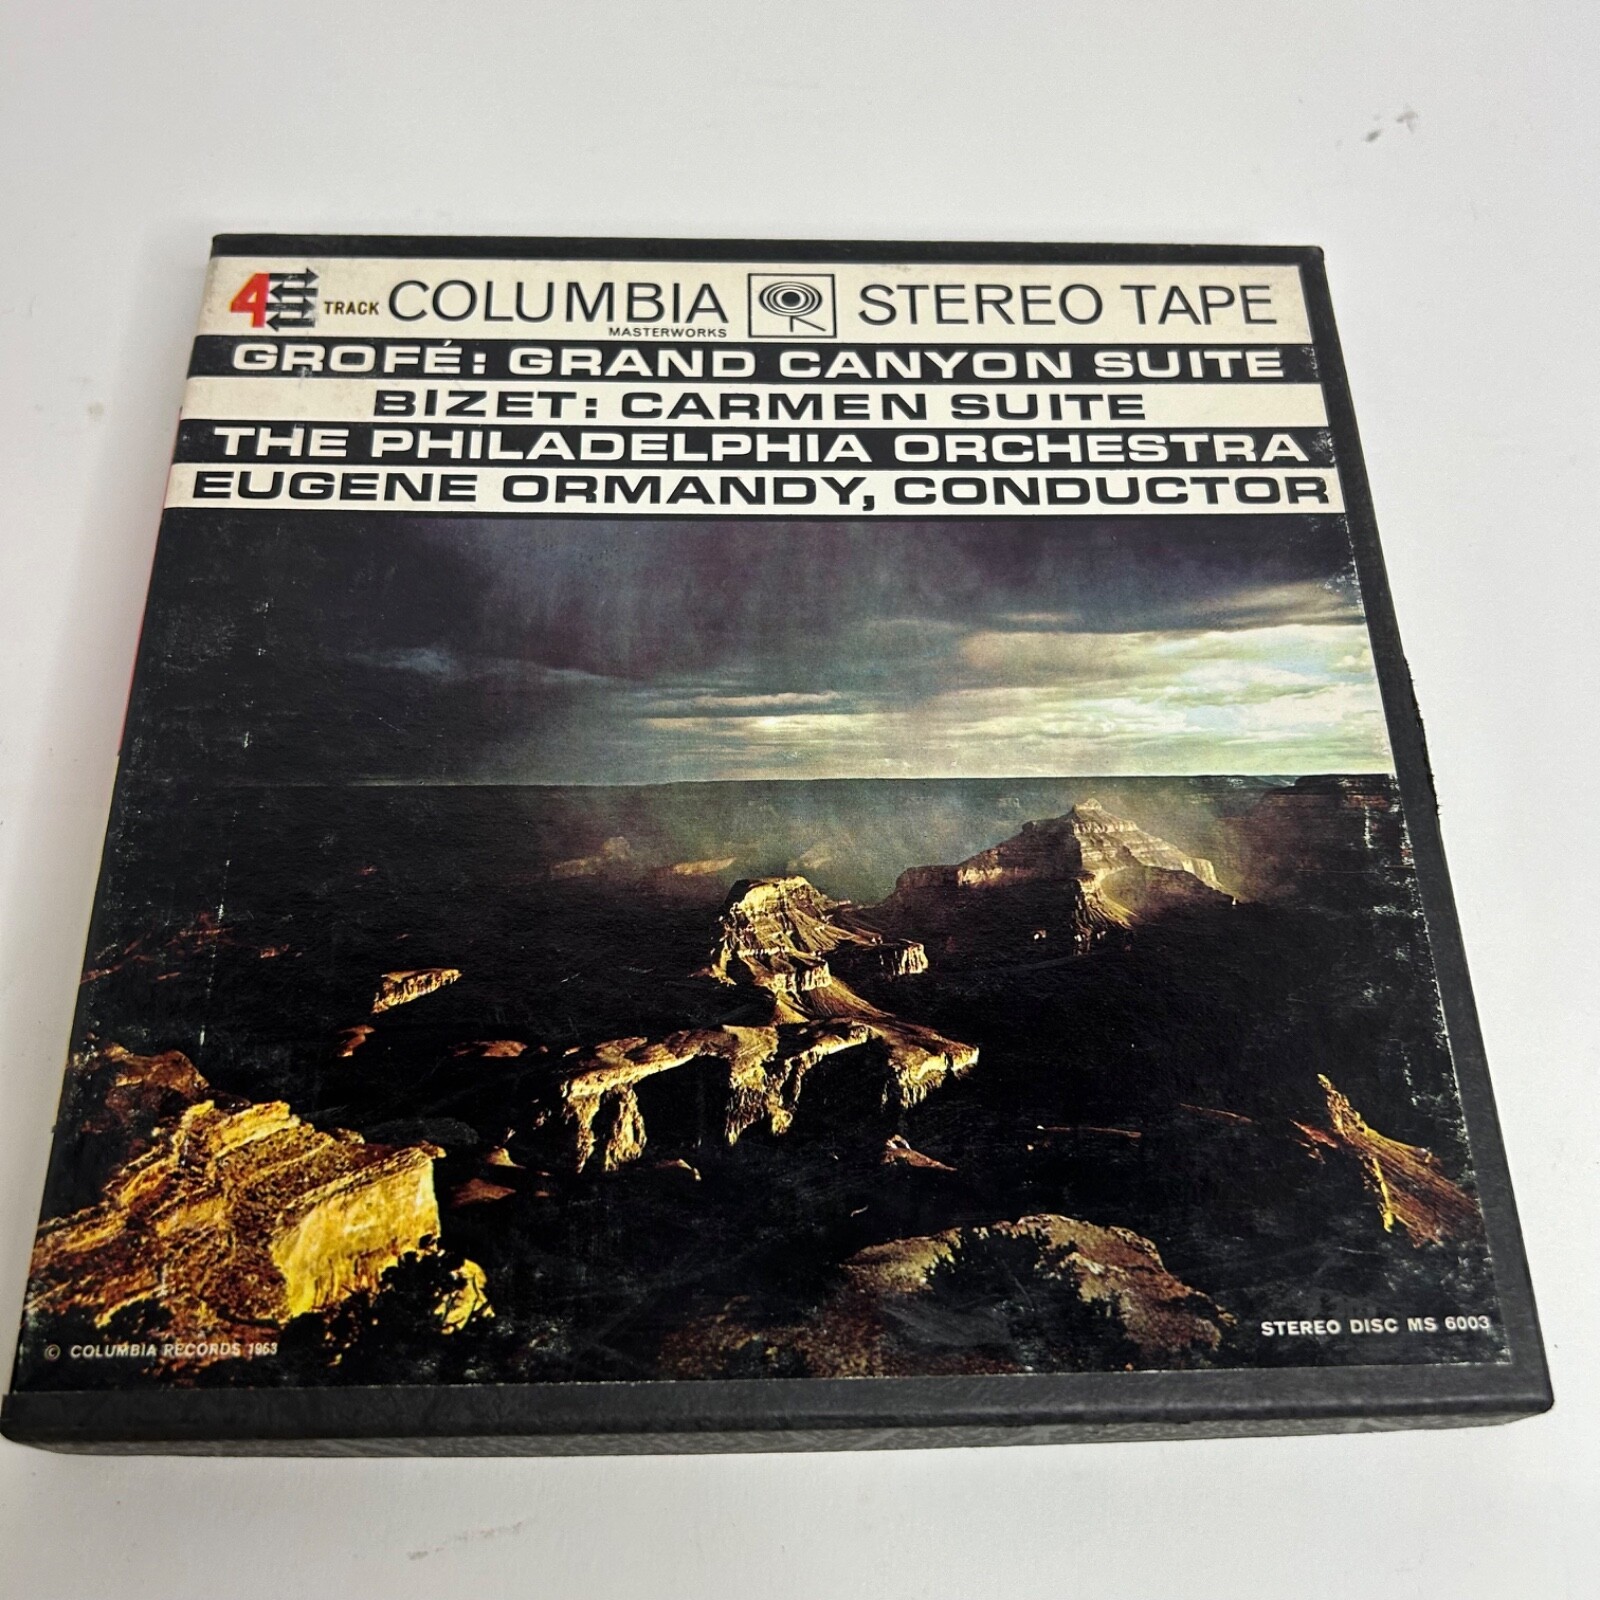 4 TRACK COLUMBIA STEREO TAPE
MASTERWORKS
GROFÉ: GRAND CANYON SUITE
BIZET: CARMEN SUITE
THE PHILADELPHIA ORCHESTRA
EUGENE ORMANDY, CONDUCTOR
STEREO DISC MS 6003
© COLUMBIA RECORDS 1963